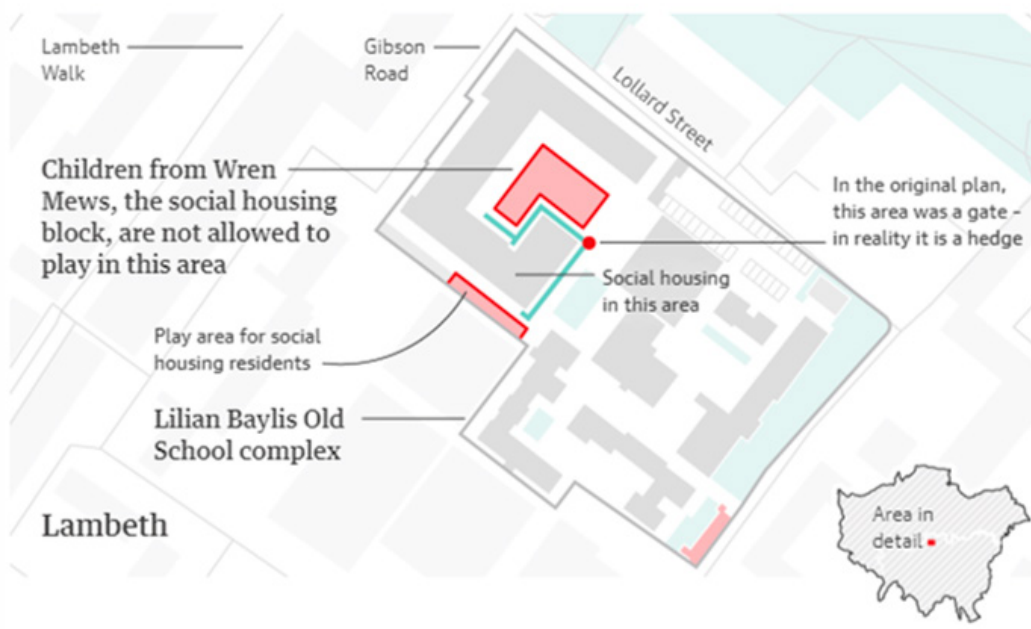 Lambeth
Walk
Gibson
Road
Lollard Street
Children from Wren
Mews, the social housing
block, are not allowed to
play in this area
In the original plan,
this area was a gate –
in reality it is a hedge
Social housing
in this area
Play area for social
housing residents
Lilian Baylis Old
School complex
Lambeth
Area in
detail